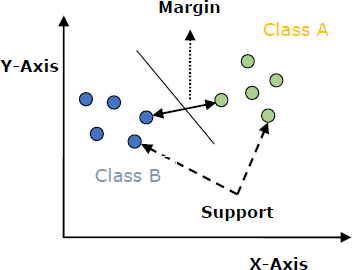 Margin
Class A
Y-Axis
Class B
Support
X-Axis